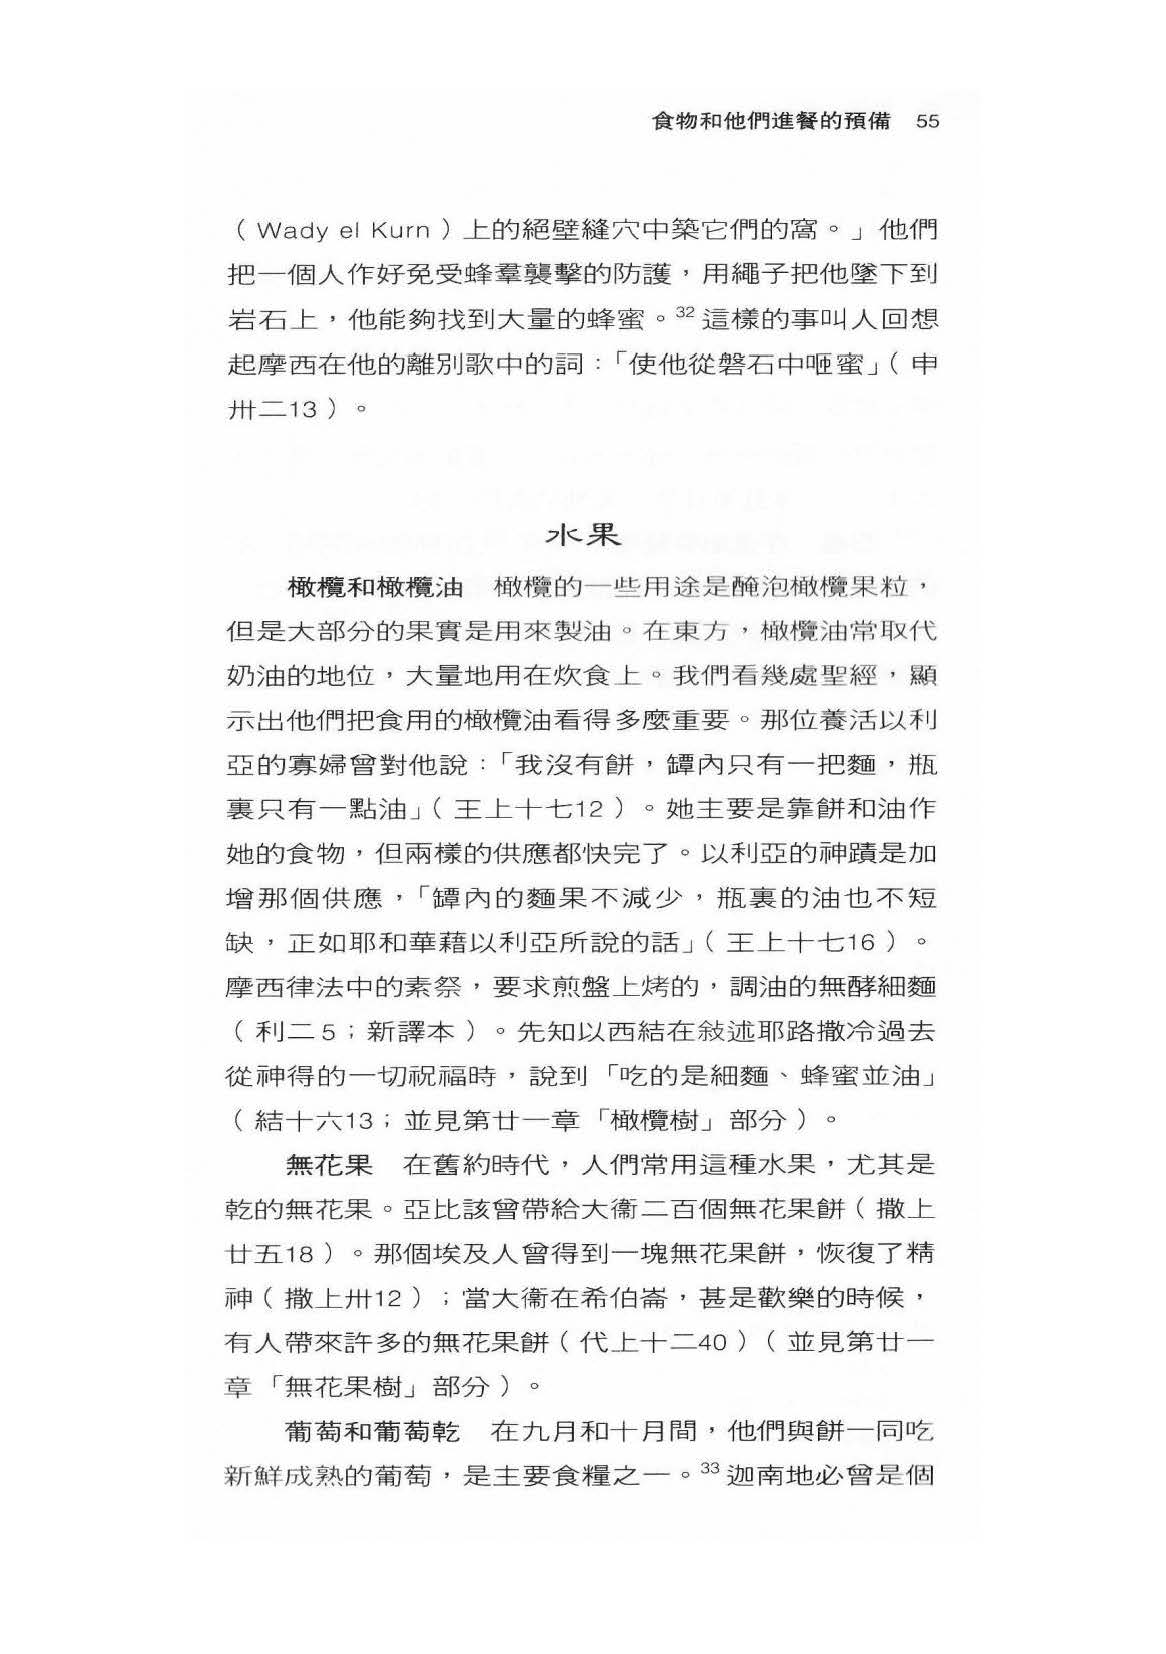 食物和他們進餐的預備 55
（Wady el Kurn）上的絕壁縫穴中築它們的窩。」他們
把一個人作好免受蜂羣襲擊的防護，用繩子把他墜下到
岩石上，他能夠找到大量的蜂蜜。32 這樣的事叫人回想
起摩西在他的離別歌中的詞：「使他從磐石中咂蜜」（申
卅二13）。
水果
橄欖和橄欖油　橄欖的一些用途是醃泡橄欖果粒，
但是大部分的果實是用來製油。在東方，橄欖油常取代
奶油的地位，大量地用在炊食上。我們看幾處聖經，顯
示出他們把食用的橄欖油看得多麼重要。那位養活以利
亞的寡婦曾對他說：「我沒有餅，罈內只有一把麵，瓶
裏只有一點油」（王上十七12）。她主要是靠餅和油作
她的食物，但兩樣的供應都快完了。以利亞的神蹟是加
增那個供應，「罈內的麵果不減少，瓶裏的油也不短
缺，正如耶和華藉以利亞所說的話」（王上十七16）。
摩西律法中的素祭，要求煎盤上烤的，調油的無酵細麵
（利二5；新譯本）。先知以西結在敍述耶路撒冷過去
從神得的一切祝福時，說到「吃的是細麵、蜂蜜並油」
（結十六13；並見第廿一章「橄欖樹」部分）。
無花果　在舊約時代，人們常用這種水果，尤其是
乾的無花果。亞比該曾帶給大衞二百個無花果餅（撒上
廿五18）。那個埃及人曾得到一塊無花果餅，恢復了精
神（撒上卅12）；當大衞在希伯崙，甚是歡樂的時候，
有人帶來許多的無花果餅（代上十二40）（並見第廿一
章「無花果樹」部分）。
葡萄和葡萄乾　在九月和十月間，他們與餅一同吃
新鮮成熟的葡萄，是主要食糧之一。33 迦南地必曾是個